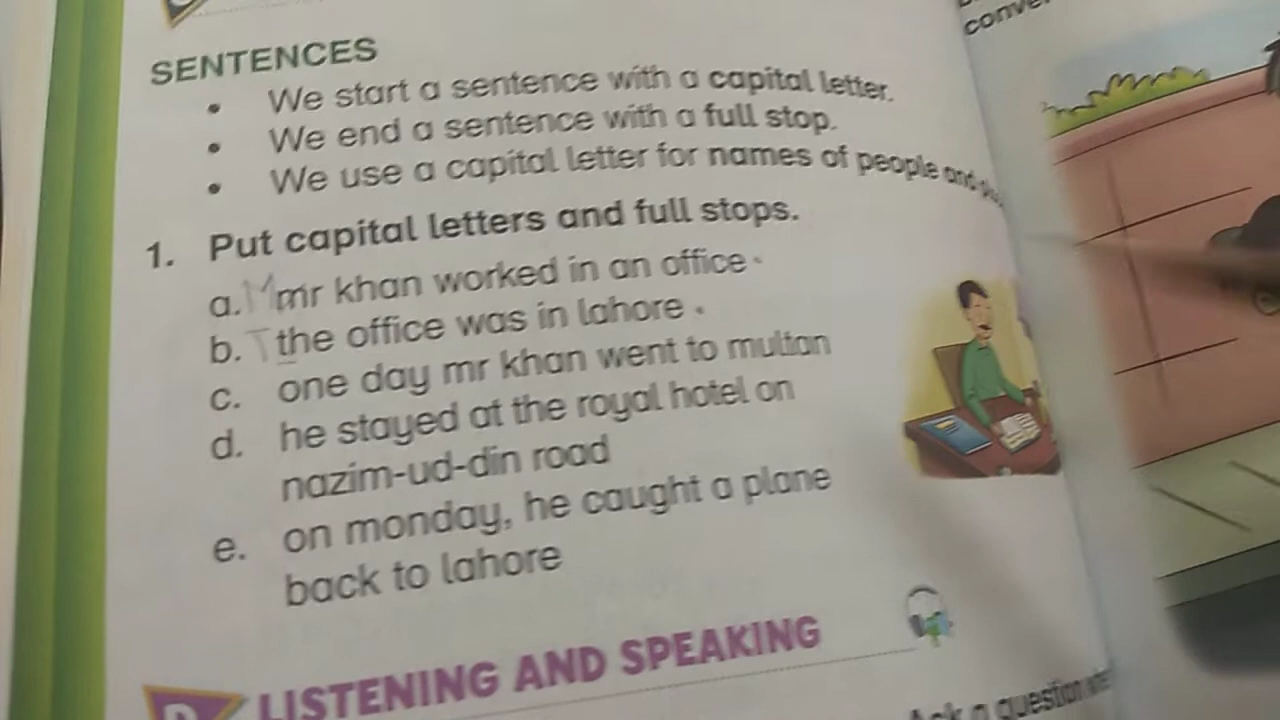 conve
SENTENCES
• We start a sentence with a capital letter.
• We end a sentence with a full stop.
• We use a capital letter for names of people and
1. Put capital letters and full stops.
a. M mr khan worked in an office .
b. T the office was in lahore .
c. one day mr khan went to multan
d. he stayed at the royal hotel on
nazim-ud-din road
e. on monday, he caught a plane
back to lahore
LISTENING AND SPEAKING
Ask a question